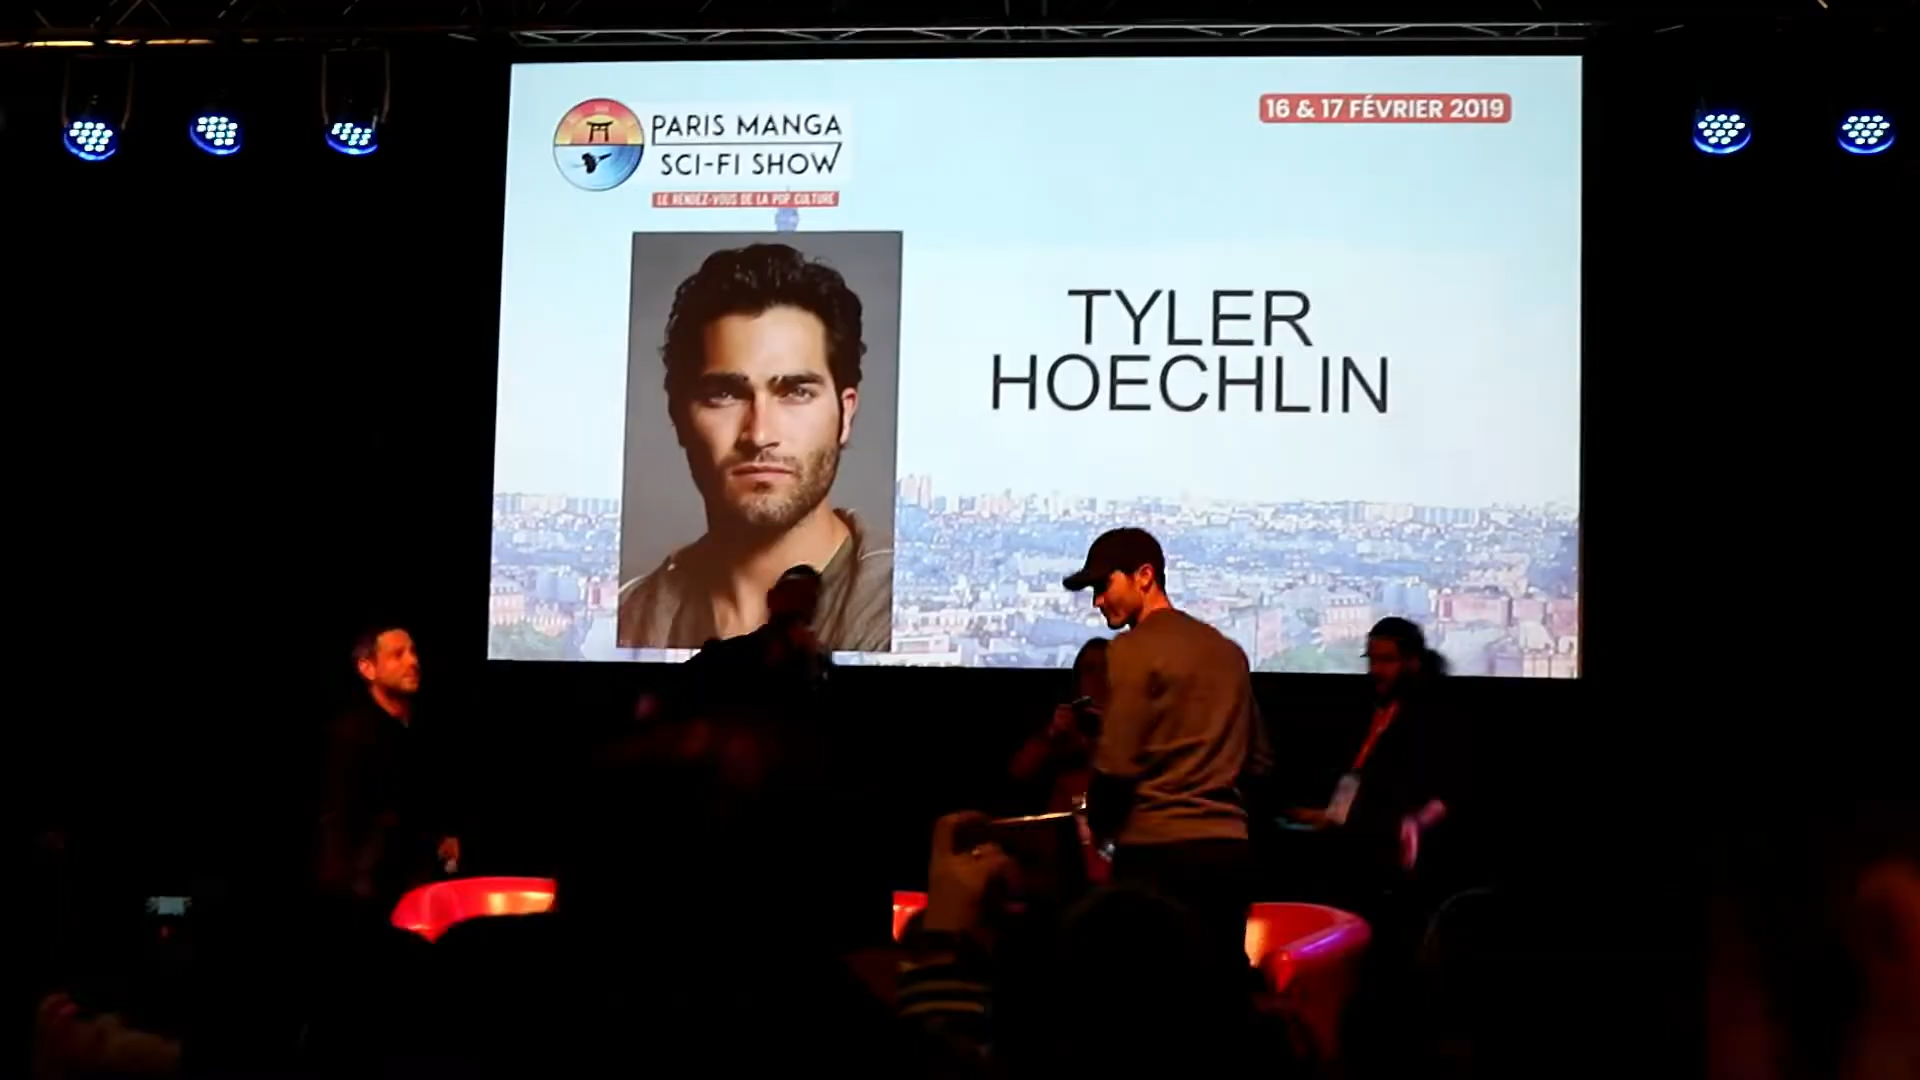 PARIS MANGA
SCI-FI SHOW
LE RENDEZ-VOUS DE LA POP CULTURE
16 & 17 FÉVRIER 2019
TYLER
HOECHLIN